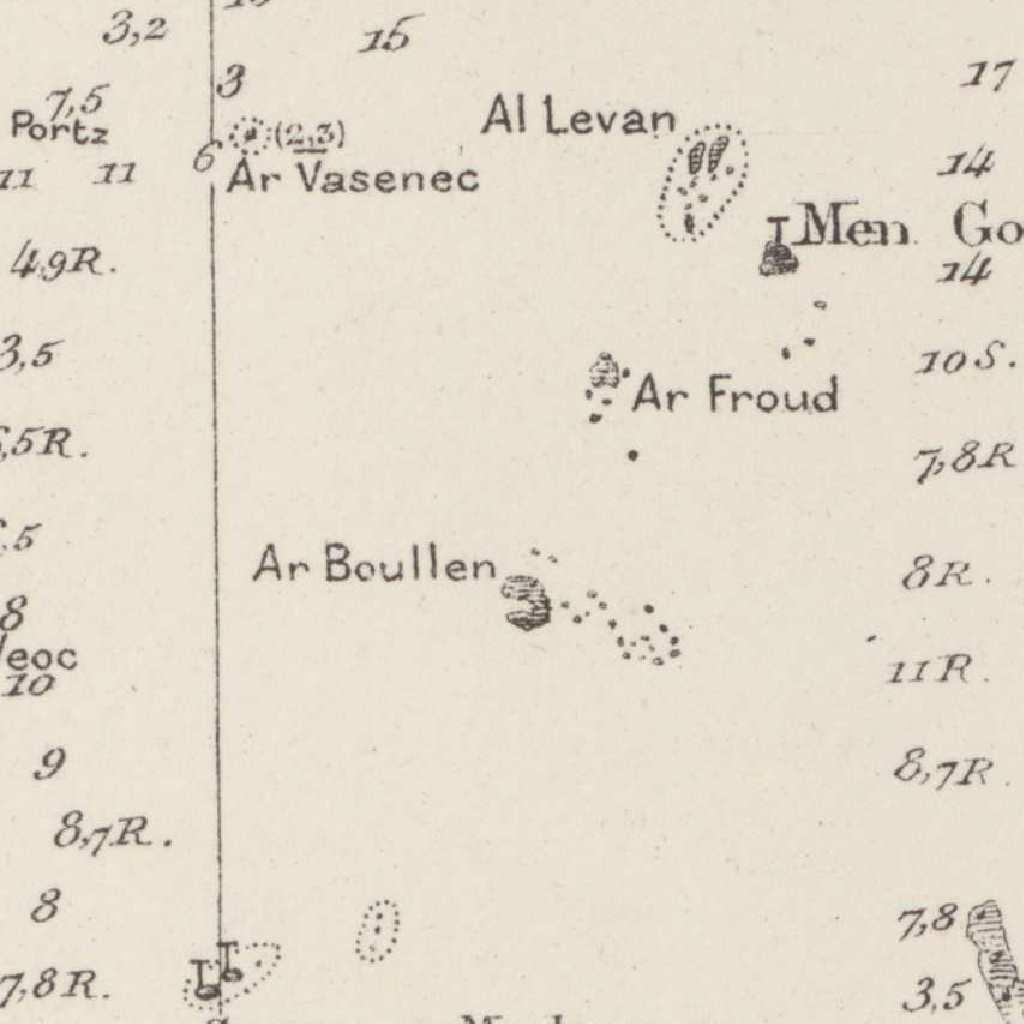 3,2
15
3
17
7,5
Al Levan
Portz
(2,3)
11
11
6
Ar Vasenec
14
Men Go
4,9R.
14
3,5
10 S.
Ar Froud
5R.
7,8R
,5
Ar Boullen
8R.
8
eoc
10
11R.
9
8,7R.
8,7R.
8
7,8
7,8R.
3,5